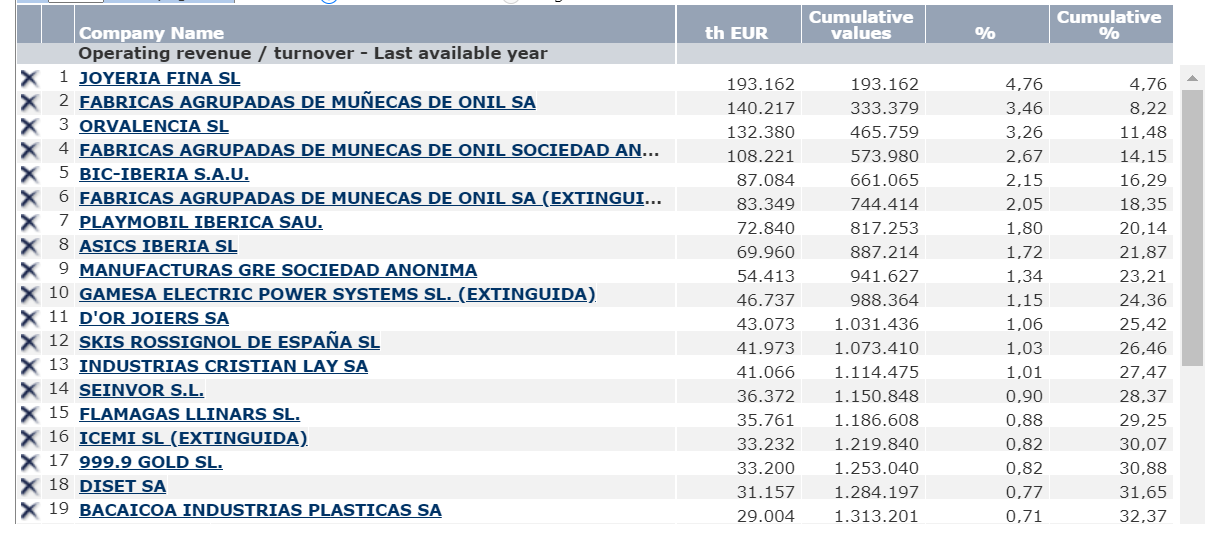 Company Name th EUR Cumulative values % Cumulative %
Operating revenue / turnover - Last available year
1 JOYERIA FINA SL 193.162 193.162 4,76 4,76
2 FABRICAS AGRUPADAS DE MUÑECAS DE ONIL SA 140.217 333.379 3,46 8,22
3 ORVALENCIA SL 132.380 465.759 3,26 11,48
4 FABRICAS AGRUPADAS DE MUNECAS DE ONIL SOCIEDAD AN... 108.221 573.980 2,67 14,15
5 BIC-IBERIA S.A.U. 87.084 661.065 2,15 16,29
6 FABRICAS AGRUPADAS DE MUNECAS DE ONIL SA (EXTINGUI... 83.349 744.414 2,05 18,35
7 PLAYMOBIL IBERICA SAU. 72.840 817.253 1,80 20,14
8 ASICS IBERIA SL 69.960 887.214 1,72 21,87
9 MANUFACTURAS GRE SOCIEDAD ANONIMA 54.413 941.627 1,34 23,21
10 GAMESA ELECTRIC POWER SYSTEMS SL. (EXTINGUIDA) 46.737 988.364 1,15 24,36
11 D'OR JOIERS SA 43.073 1.031.436 1,06 25,42
12 SKIS ROSSIGNOL DE ESPAÑA SL 41.973 1.073.410 1,03 26,46
13 INDUSTRIAS CRISTIAN LAY SA 41.066 1.114.475 1,01 27,47
14 SEINVOR S.L. 36.372 1.150.848 0,90 28,37
15 FLAMAGAS LLINARS SL. 35.761 1.186.608 0,88 29,25
16 ICEMI SL (EXTINGUIDA) 33.232 1.219.840 0,82 30,07
17 999.9 GOLD SL. 33.200 1.253.040 0,82 30,88
18 DISET SA 31.157 1.284.197 0,77 31,65
19 BACAICOA INDUSTRIAS PLASTICAS SA 29.004 1.313.201 0,71 32,37